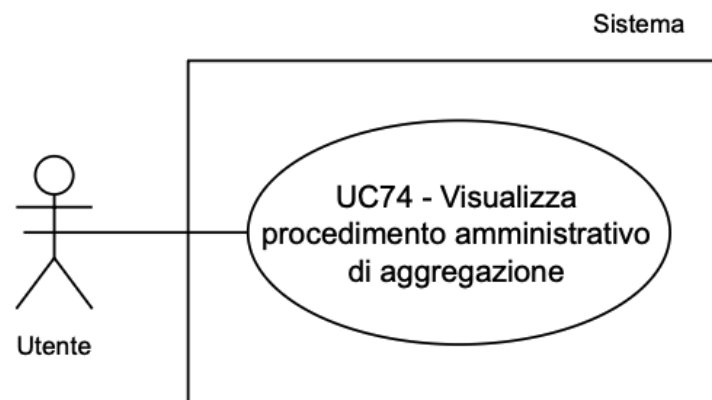 Sistema
UC74 - Visualizza
procedimento amministrativo
di aggregazione
Utente